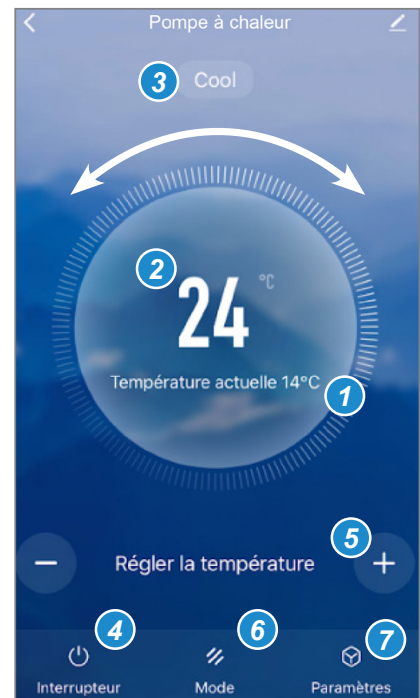 Pompe à chaleur
3 Cool
2
24 °C
Température actuelle 14°C
1
5
− Régler la température +
4 6 7
Interrupteur Mode Paramètres